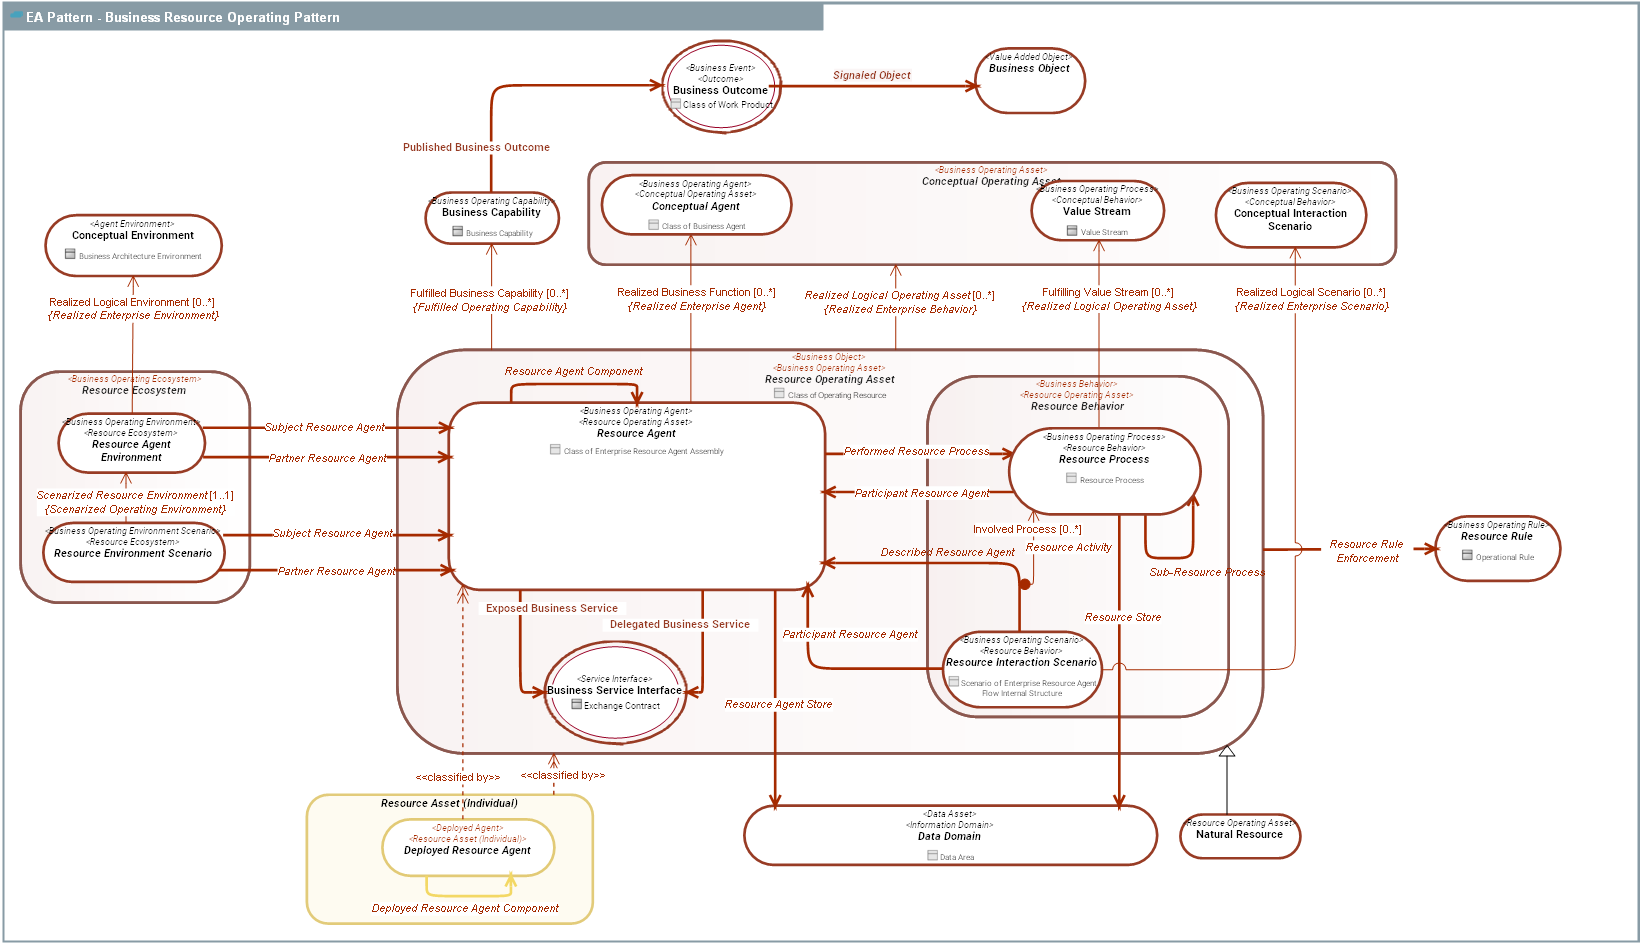 EA Pattern - Business Resource Operating Pattern
<Business Event>
<Outcome>
Business Outcome
Class of Work Product
Signaled Object
<Value Added Object>
Business Object
Published Business Outcome
<Business Operating Capability>
Business Capability
Business Capability
<Business Operating Asset>
Conceptual Operating Asset
<Business Operating Agent>
<Conceptual Operating Asset>
Conceptual Agent
Class of Business Agent
<Business Operating Process>
<Conceptual Behavior>
Value Stream
Value Stream
<Business Operating Scenario>
<Conceptual Behavior>
Conceptual Interaction
Scenario
<Agent Environment>
Conceptual Environment
Business Architecture Environment
Realized Logical Environment [0..*]
{Realized Enterprise Environment}
Fulfilled Business Capability [0..*]
{Fulfilled Operating Capability}
Realized Business Function [0..*]
{Realized Enterprise Agent}
Realized Logical Operating Asset [0..*]
{Realized Enterprise Behavior}
Fulfilling Value Stream [0..*]
{Realized Logical Operating Asset}
Realized Logical Scenario [0..*]
{Realized Enterprise Scenario}
<Business Operating Ecosystem>
Resource Ecosystem
<Business Operating Environment>
<Resource Ecosystem>
Resource Agent
Environment
Scenarized Resource Environment [1..1]
{Scenarized Operating Environment}
<Business Operating Environment Scenario>
<Resource Ecosystem>
Resource Environment Scenario
Subject Resource Agent
Partner Resource Agent
Subject Resource Agent
Partner Resource Agent
<Business Object>
<Business Operating Asset>
Resource Operating Asset
Class of Operating Resource
Resource Agent Component
<Business Operating Agent>
<Resource Operating Asset>
Resource Agent
Class of Enterprise Resource Agent Assembly
<Business Behavior>
<Resource Operating Asset>
Resource Behavior
<Business Operating Process>
<Resource Behavior>
Resource Process
Resource Process
Performed Resource Process
Participant Resource Agent
Involved Process [0..*]
Described Resource Agent
Resource Activity
Sub-Resource Process
Resource Store
Participant Resource Agent
<Business Operating Scenario>
<Resource Behavior>
Resource Interaction Scenario
Scenario of Enterprise Resource Agent
Flow Internal Structure
Resource Rule
Enforcement
<Business Operating Rule>
Resource Rule
Operational Rule
Exposed Business Service
Delegated Business Service
<Service Interface>
Business Service Interface
Exchange Contract
Resource Agent Store
<<classified by>>
<<classified by>>
Resource Asset (Individual)
<Deployed Agent>
<Resource Asset (Individual)>
Deployed Resource Agent
Deployed Resource Agent Component
<Data Asset>
<Information Domain>
Data Domain
Data Area
<Resource Operating Asset>
Natural Resource